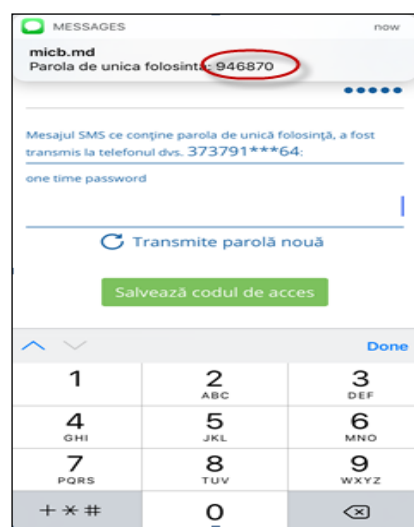 MESSAGES now
micb.md
Parola de unica folosinta: 946870
•••••
Mesajul SMS ce conține parola de unică folosință, a fost
transmis la telefonul dvs. 373791***64:
one time password
Transmite parolă nouă
Salvează codul de acces
Done
1 2 3
ABC DEF
4 5 6
GHI JKL MNO
7 8 9
PQRS TUV WXYZ
+ * # 0